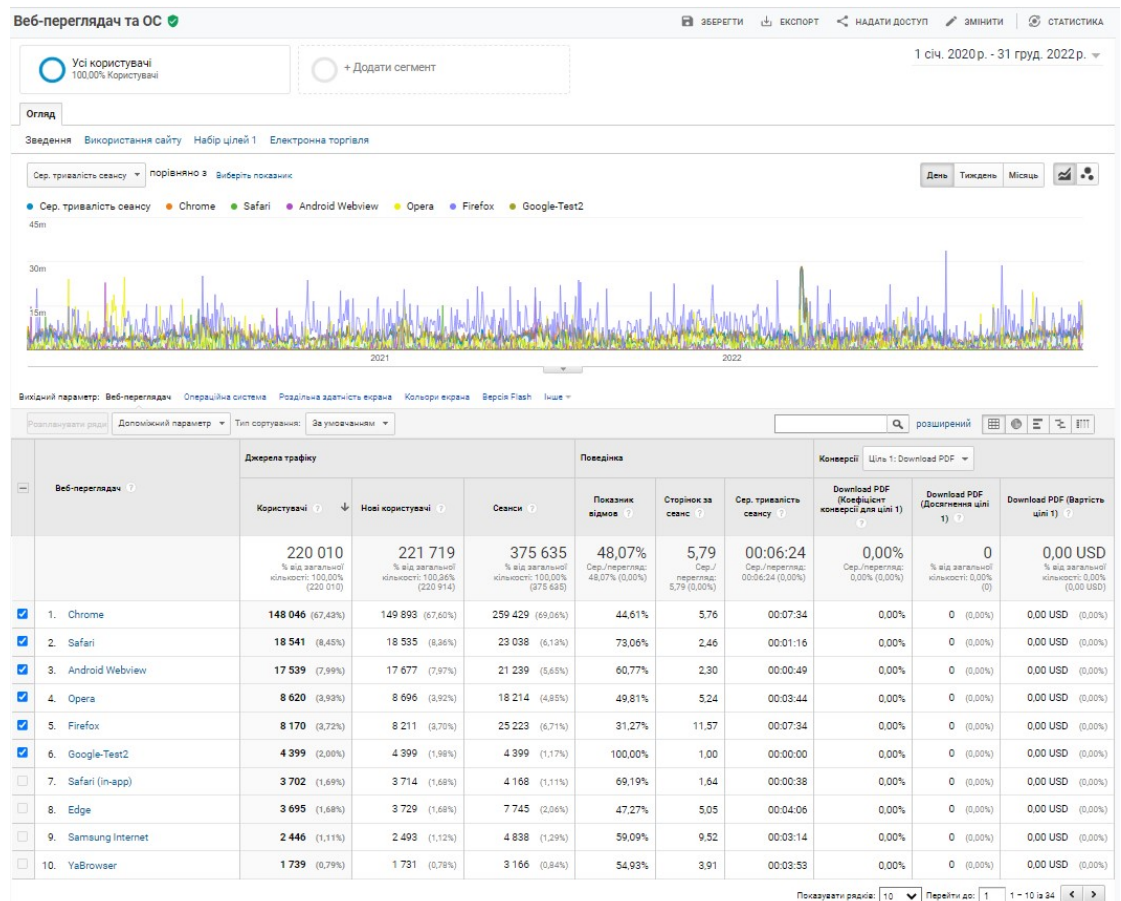 Веб-переглядач та ОС
ЗБЕРЕГТИ ЕКСПОРТ НАДАТИ ДОСТУП ЗМІНИТИ СТАТИСТИКА
Усі користувачі
100,00% Користувачі
+ Додати сегмент
1 січ. 2020 р. - 31 груд. 2022 р.
Огляд
Зведення Використання сайту Набір цілей 1 Електронна торгівля
Сер. тривалість сеансу порівняно з Виберіть показник
День Тиждень Місяць
Сер. тривалість сеансу Chrome Safari Android Webview Opera Firefox Google-Test2
45m
30m
15m
2021 2022
Вихідний параметр: Веб-переглядач Операційна система Роздільна здатність екрана Кольори екрана Версія Flash Інше
Розпланувати ряди Допоміжний параметр Тип сортування: За умовчанням
розширений
Веб-переглядач
Джерела трафіку Поведінка Конверсії Ціль 1: Download PDF
Користувачі Нові користувачі Сеанси Показник відмов Сторінок за сеанс Сер. тривалість сеансу Download PDF (Коефіцієнт конверсії для цілі 1) Download PDF (Досягнення цілі 1) Download PDF (Вартість цілі 1)
220 010 221 719 375 635 48,07% 5,79 00:06:24 0,00% 0 0,00 USD
% від загальної кількості: 100,00% (220 010) % від загальної кількості: 100,36% (220 914) % від загальної кількості: 100,00% (375 635) Сер./перегляд: 48,07% (0,00%) Сер./перегляд: 5,79 (0,00%) Сер./перегляд: 00:06:24 (0,00%) Сер./перегляд: 0,00% (0,00%) % від загальної кількості: 0,00% (0) % від загальної кількості: 0,00% (0,00 USD)
1. Chrome 148 046 (67,43%) 149 893 (67,60%) 259 429 (69,06%) 44,61% 5,76 00:07:34 0,00% 0 (0,00%) 0,00 USD (0,00%)
2. Safari 18 541 (8,45%) 18 535 (8,36%) 23 038 (6,13%) 73,06% 2,46 00:01:16 0,00% 0 (0,00%) 0,00 USD (0,00%)
3. Android Webview 17 539 (7,99%) 17 677 (7,97%) 21 239 (5,65%) 60,77% 2,30 00:00:49 0,00% 0 (0,00%) 0,00 USD (0,00%)
4. Opera 8 620 (3,93%) 8 696 (3,92%) 18 214 (4,85%) 49,81% 5,24 00:03:44 0,00% 0 (0,00%) 0,00 USD (0,00%)
5. Firefox 8 170 (3,72%) 8 211 (3,70%) 25 223 (6,71%) 31,27% 11,57 00:07:34 0,00% 0 (0,00%) 0,00 USD (0,00%)
6. Google-Test2 4 399 (2,00%) 4 399 (1,98%) 4 399 (1,17%) 100,00% 1,00 00:00:00 0,00% 0 (0,00%) 0,00 USD (0,00%)
7. Safari (in-app) 3 702 (1,69%) 3 714 (1,68%) 4 168 (1,11%) 69,19% 1,64 00:00:38 0,00% 0 (0,00%) 0,00 USD (0,00%)
8. Edge 3 695 (1,68%) 3 729 (1,68%) 7 745 (2,06%) 47,27% 5,05 00:04:06 0,00% 0 (0,00%) 0,00 USD (0,00%)
9. Samsung Internet 2 446 (1,11%) 2 493 (1,12%) 4 838 (1,29%) 59,09% 9,52 00:03:14 0,00% 0 (0,00%) 0,00 USD (0,00%)
10. YaBrowser 1 739 (0,79%) 1 731 (0,78%) 3 166 (0,84%) 54,93% 3,91 00:03:53 0,00% 0 (0,00%) 0,00 USD (0,00%)
Показувати рядків: 10 Перейти до: 1 1 – 10 із 34